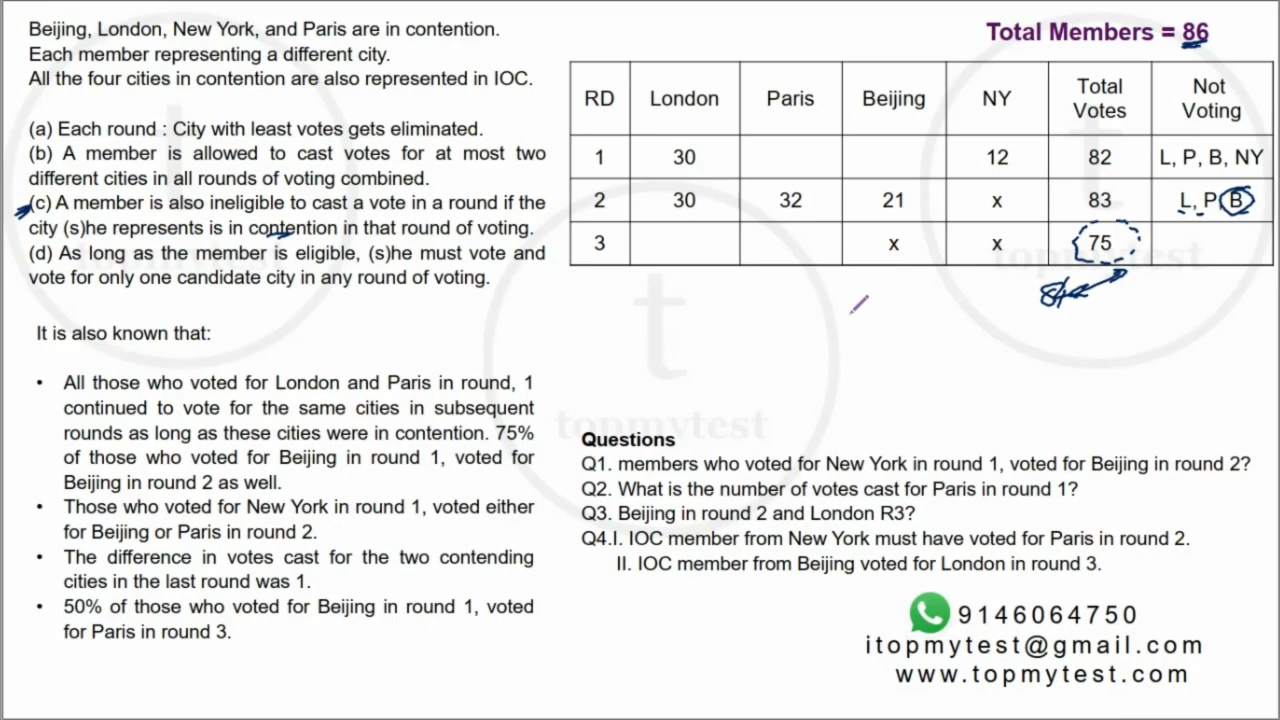 Beijing, London, New York, and Paris are in contention.
Each member representing a different city.
All the four cities in contention are also represented in IOC.
(a) Each round : City with least votes gets eliminated.
(b) A member is allowed to cast votes for at most two
different cities in all rounds of voting combined.
(c) A member is also ineligible to cast a vote in a round if the
city (s)he represents is in contention in that round of voting.
(d) As long as the member is eligible, (s)he must vote and
vote for only one candidate city in any round of voting.
It is also known that:
• All those who voted for London and Paris in round, 1
continued to vote for the same cities in subsequent
rounds as long as these cities were in contention. 75%
of those who voted for Beijing in round 1, voted for
Beijing in round 2 as well.
• Those who voted for New York in round 1, voted either
for Beijing or Paris in round 2.
• The difference in votes cast for the two contending
cities in the last round was 1.
• 50% of those who voted for Beijing in round 1, voted
for Paris in round 3.
Total Members = 86
RD London Paris Beijing NY Total Votes Not Voting
1 30 12 82 L, P, B, NY
2 30 32 21 x 83 L, P, B
3 x x 75
Questions
Q1. members who voted for New York in round 1, voted for Beijing in round 2?
Q2. What is the number of votes cast for Paris in round 1?
Q3. Beijing in round 2 and London R3?
Q4.I. IOC member from New York must have voted for Paris in round 2.
II. IOC member from Beijing voted for London in round 3.
9146064750
itopmytest@gmail.com
www.topmytest.com
t
topmytest
t
topmytest